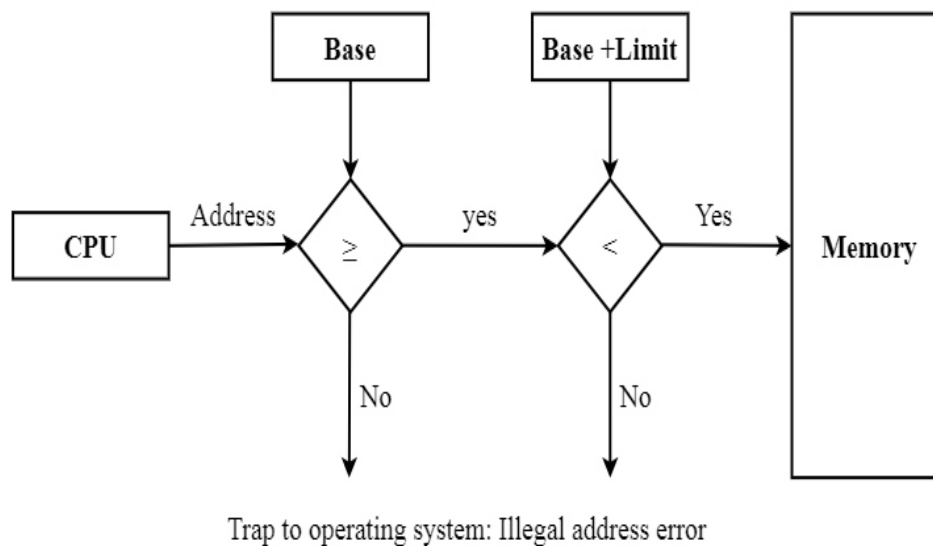 Base
Base +Limit
CPU
Address
≥
yes
<
Yes
Memory
No
No
Trap to operating system: Illegal address error